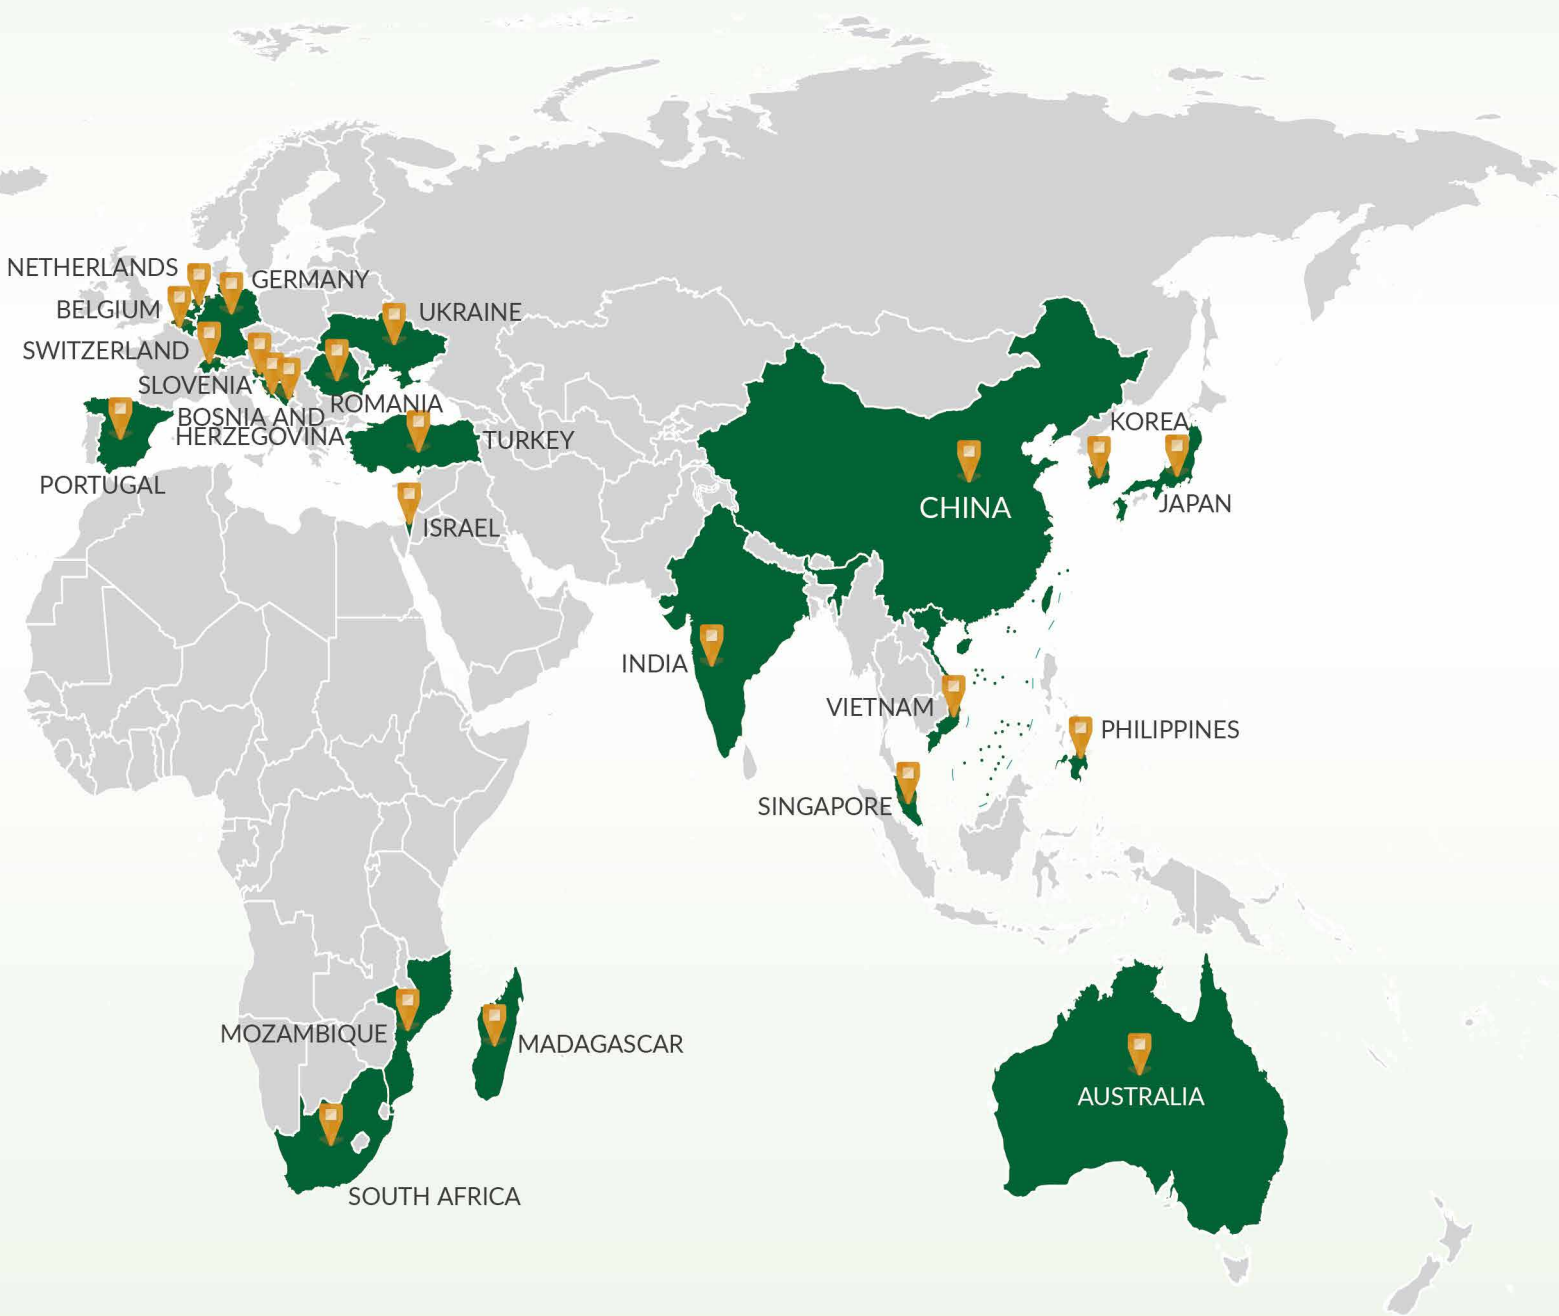 NETHERLANDS
GERMANY
BELGIUM
UKRAINE
SWITZERLAND
SLOVENIA
ROMANIA
BOSNIA AND
HERZEGOVINA
TURKEY
PORTUGAL
ISRAEL
KOREA
JAPAN
CHINA
INDIA
VIETNAM
PHILIPPINES
SINGAPORE
MOZAMBIQUE
MADAGASCAR
AUSTRALIA
SOUTH AFRICA